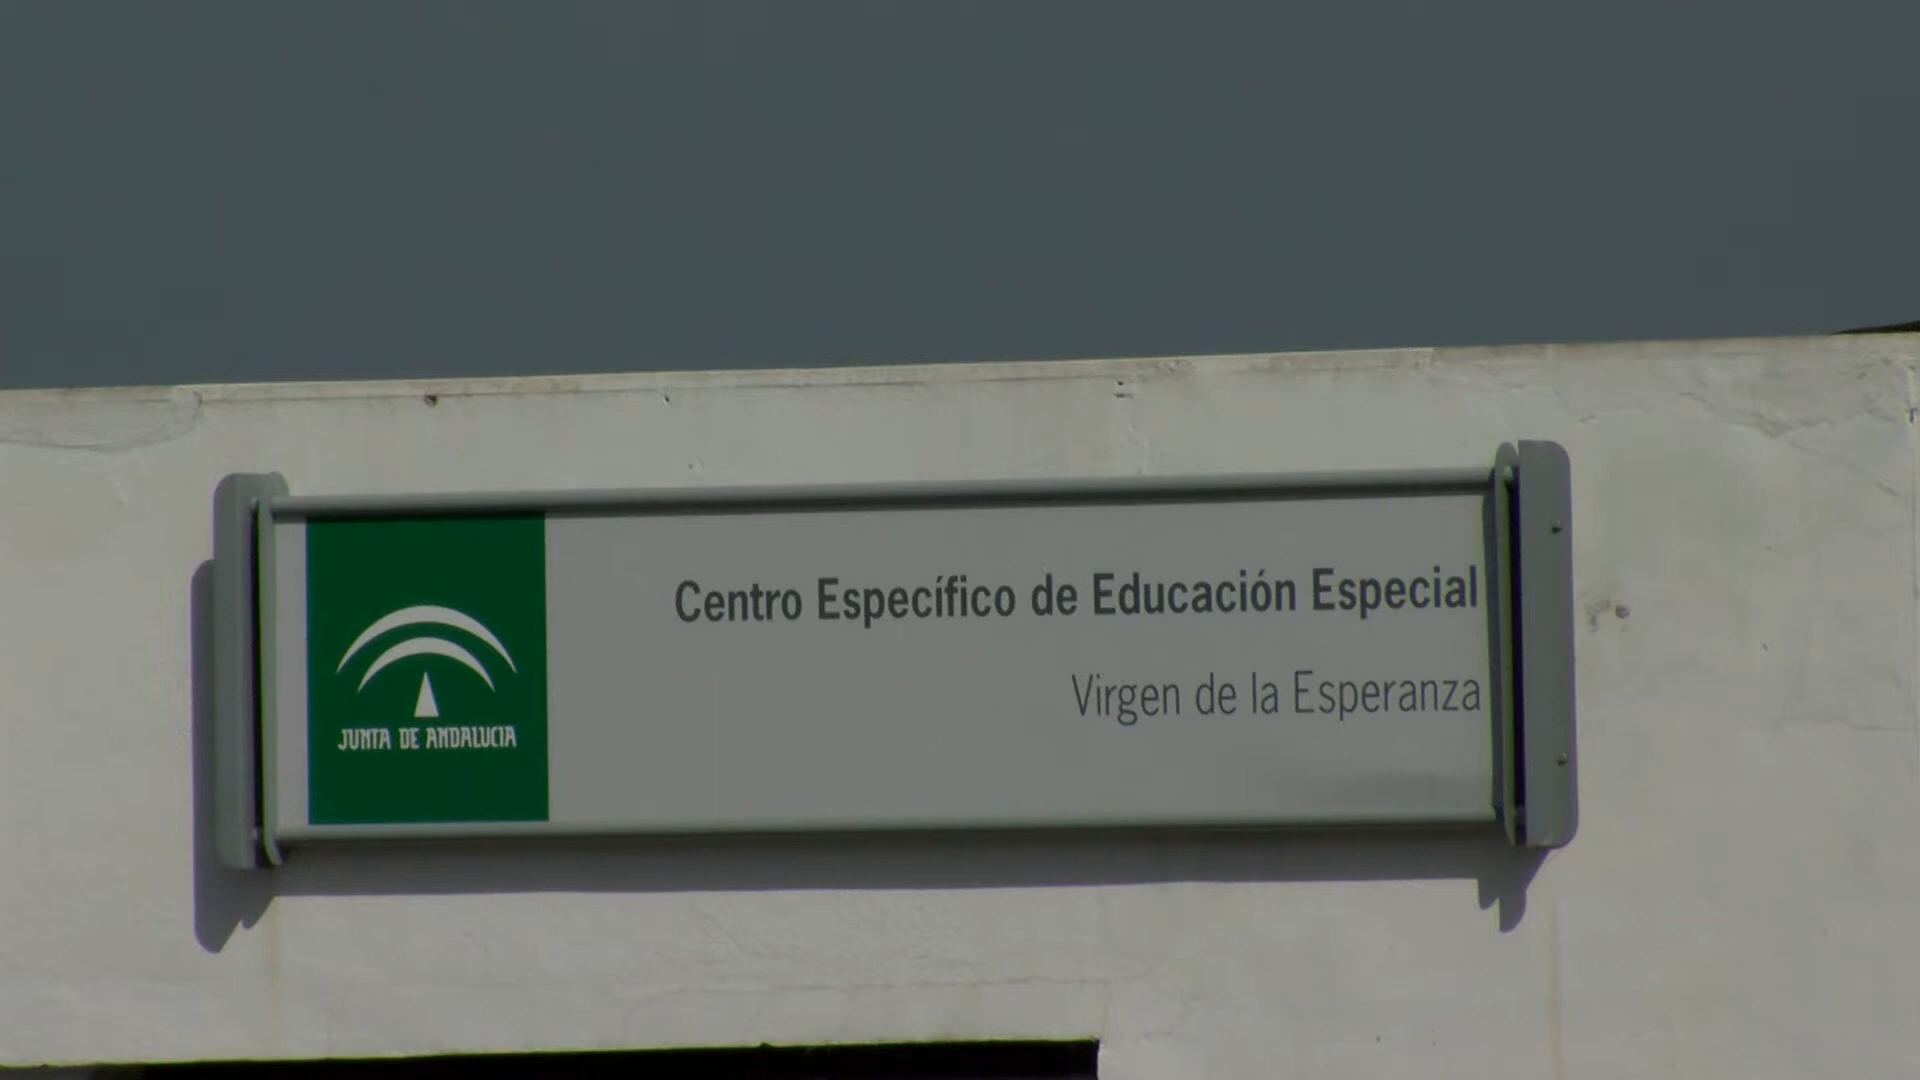 Centro Específico de Educación Especial
Virgen de la Esperanza
JUNTA DE ANDALUCIA